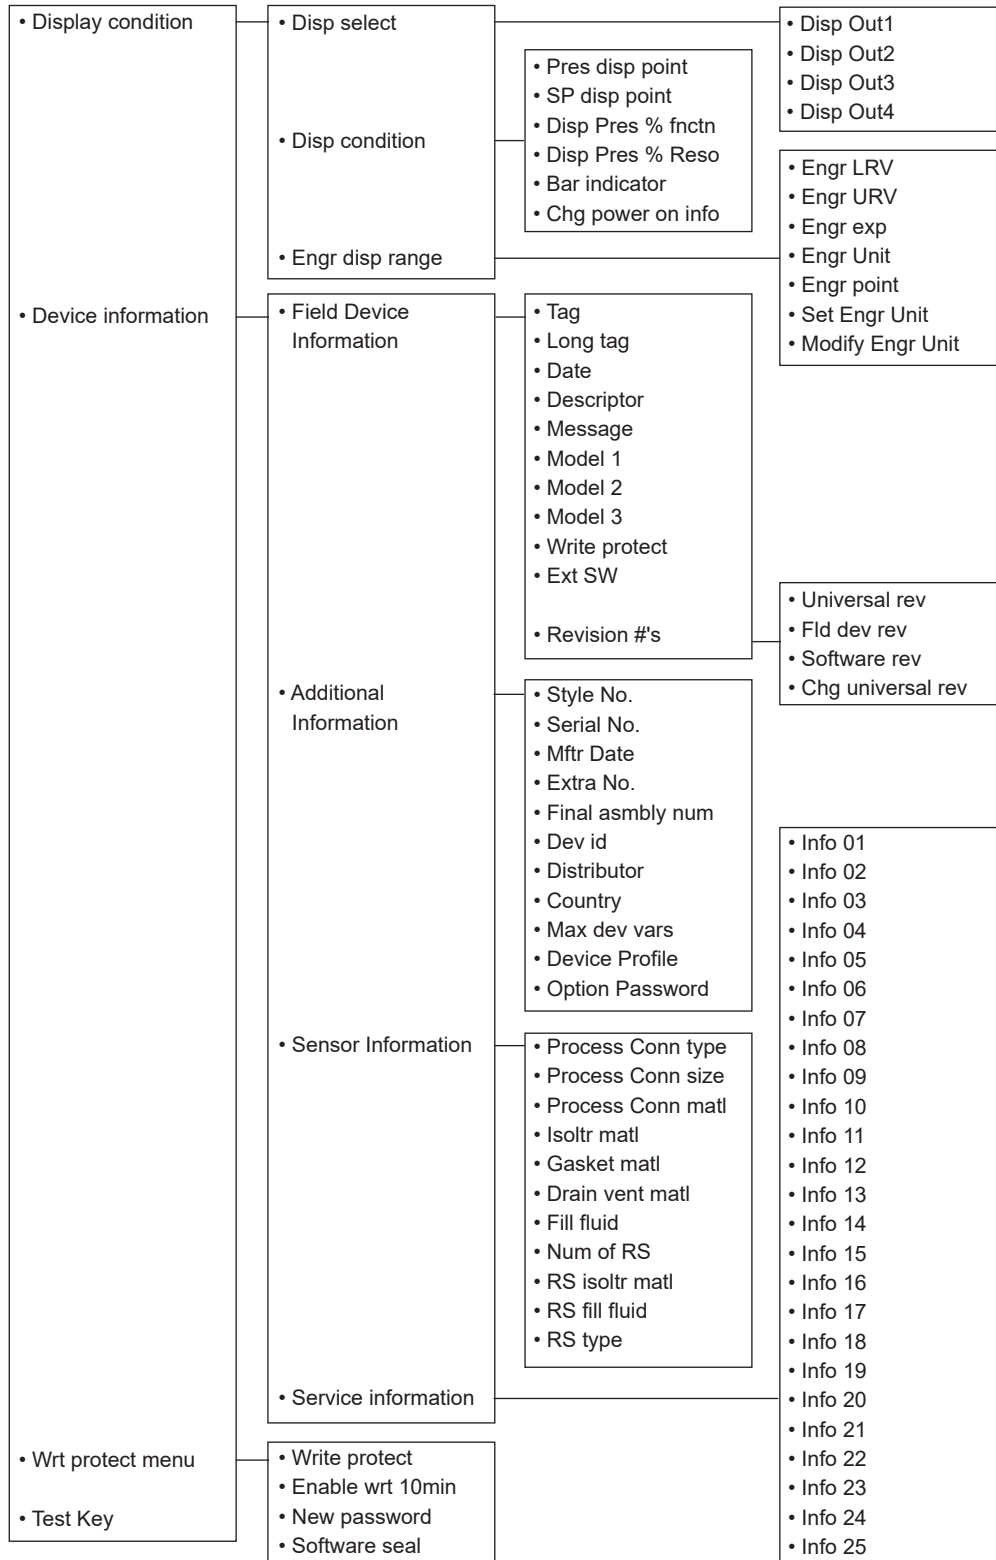 • Display condition
• Device information
• Wrt protect menu
• Test Key
• Disp select
• Disp condition
• Engr disp range
• Field Device
Information
• Additional
Information
• Sensor Information
• Service information
• Write protect
• Enable wrt 10min
• New password
• Software seal
• Pres disp point
• SP disp point
• Disp Pres % fnctn
• Disp Pres % Reso
• Bar indicator
• Chg power on info
• Tag
• Long tag
• Date
• Descriptor
• Message
• Model 1
• Model 2
• Model 3
• Write protect
• Ext SW
• Revision #'s
• Style No.
• Serial No.
• Mftr Date
• Extra No.
• Final asmbly num
• Dev id
• Distributor
• Country
• Max dev vars
• Device Profile
• Option Password
• Process Conn type
• Process Conn size
• Process Conn matl
• Isoltr matl
• Gasket matl
• Drain vent matl
• Fill fluid
• Num of RS
• RS isoltr matl
• RS fill fluid
• RS type
• Disp Out1
• Disp Out2
• Disp Out3
• Disp Out4
• Engr LRV
• Engr URV
• Engr exp
• Engr Unit
• Engr point
• Set Engr Unit
• Modify Engr Unit
• Universal rev
• Fld dev rev
• Software rev
• Chg universal rev
• Info 01
• Info 02
• Info 03
• Info 04
• Info 05
• Info 06
• Info 07
• Info 08
• Info 09
• Info 10
• Info 11
• Info 12
• Info 13
• Info 14
• Info 15
• Info 16
• Info 17
• Info 18
• Info 19
• Info 20
• Info 21
• Info 22
• Info 23
• Info 24
• Info 25